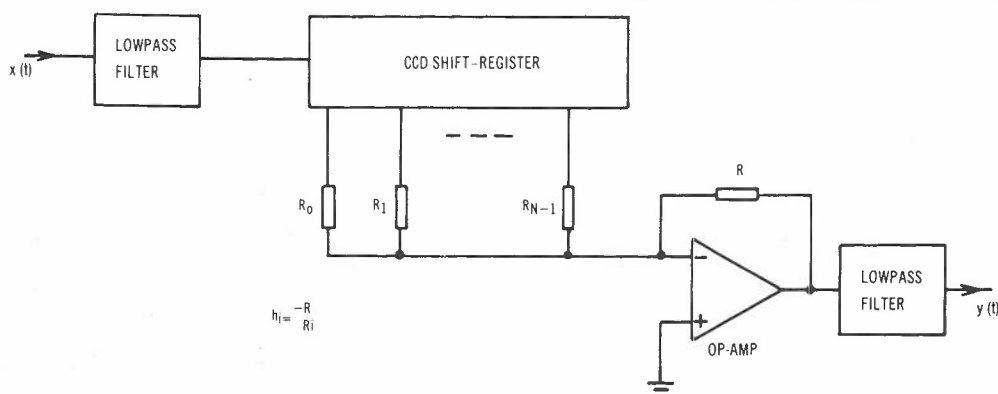 x (t)
LOWPASS
FILTER
CCD SHIFT-REGISTER
R0
R1
RN-1
R
hi= -R
Ri
−
+
OP-AMP
LOWPASS
FILTER
y (t)